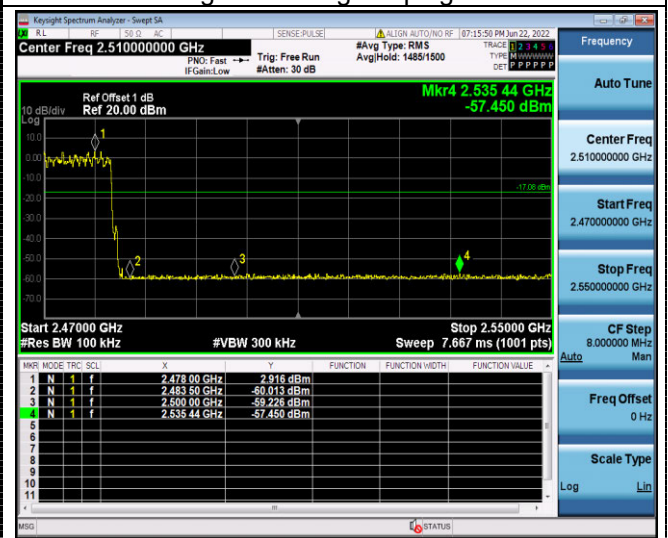 Keysight Spectrum Analyzer - Swept SA
RL RF 50 Ω AC SENSE:PULSE ALIGN AUTO/NO RF 07:15:50 PM Jun 22, 2022
Center Freq 2.510000000 GHz
PNO: Fast
IFGain:Low
Trig: Free Run
#Atten: 30 dB
#Avg Type: RMS
Avg|Hold: 1485/1500
TRACE 1 2 3 4 5 6
TYPE M W W W W W
DET P P P P P P
Ref Offset 1 dB
10 dB/div Ref 20.00 dBm
Log
Mkr4 2.535 44 GHz
-57.450 dBm
10.0
0.00
-10.0
-20.0
-30.0
-40.0
-50.0
-60.0
-70.0
-17.08 dBm
1
2
3
4
Start 2.47000 GHz Stop 2.55000 GHz
#Res BW 100 kHz #VBW 300 kHz Sweep 7.667 ms (1001 pts)
MKR MODE TRC SCL X Y FUNCTION FUNCTION WIDTH FUNCTION VALUE
1 N 1 f 2.478 00 GHz 2.916 dBm
2 N 1 f 2.483 50 GHz -60.013 dBm
3 N 1 f 2.500 00 GHz -59.226 dBm
4 N 1 f 2.535 44 GHz -57.450 dBm
5
6
7
8
9
10
11
MSG STATUS
Frequency
Auto Tune
Center Freq
2.510000000 GHz
Start Freq
2.470000000 GHz
Stop Freq
2.550000000 GHz
CF Step
8.000000 MHz
Auto Man
Freq Offset
0 Hz
Scale Type
Log Lin